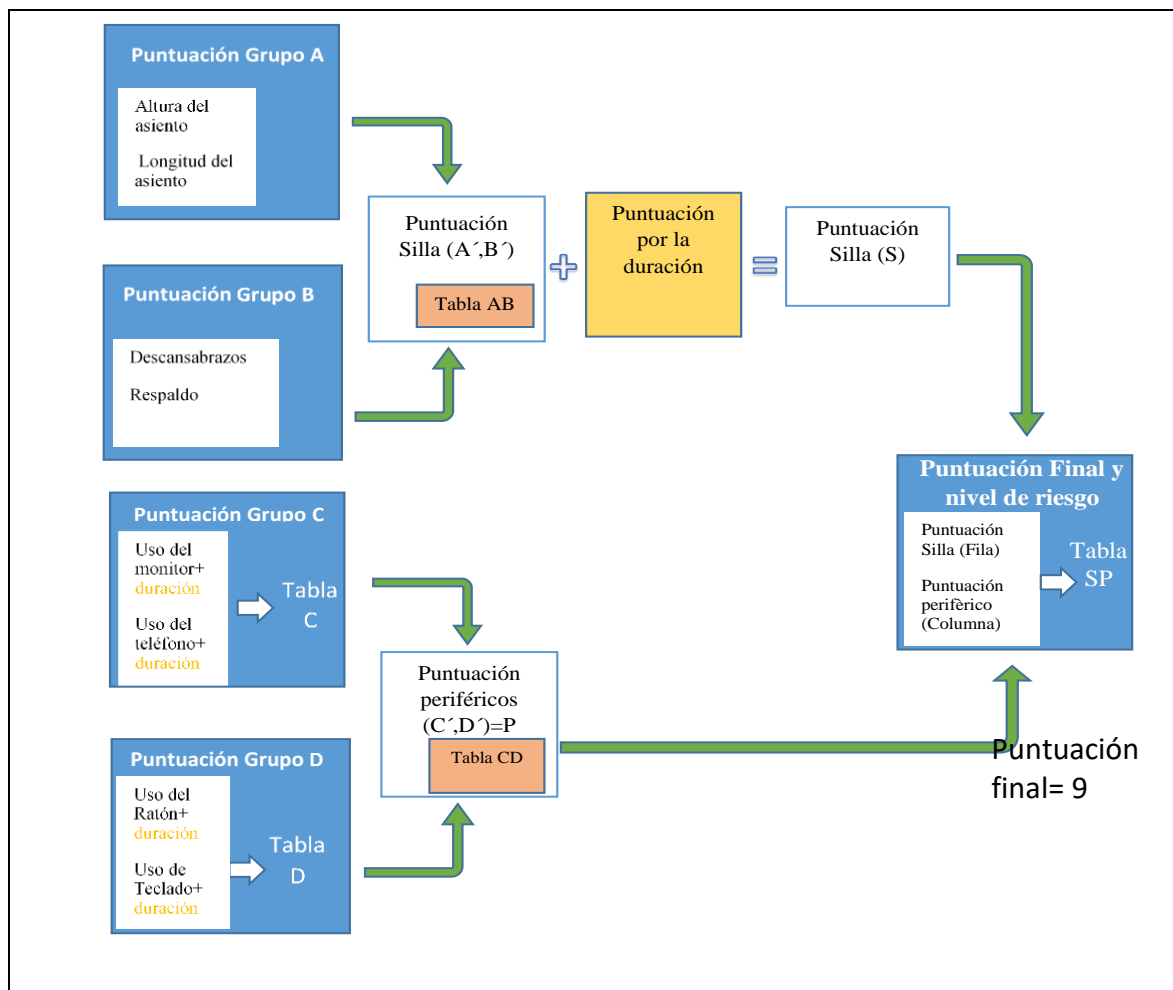 Puntuación Grupo A
Altura del
asiento
Longitud del
asiento
Puntuación Grupo B
Descansabrazos
Respaldo
Puntuación
Silla (A´,B´)
Tabla AB
Puntuación
por la
duración
Puntuación
Silla (S)
Puntuación Grupo C
Uso del
monitor+
duración
Uso del
teléfono+
duración
Tabla
C
Puntuación Grupo D
Uso del
Ratón+
duración
Uso de
Teclado+
duración
Tabla
D
Puntuación
periféricos
(C´,D´)=P
Tabla CD
Puntuación Final y
nivel de riesgo
Puntuación
Silla (Fila)
Puntuación
perifèrico
(Columna)
Tabla
SP
Puntuación
final= 9